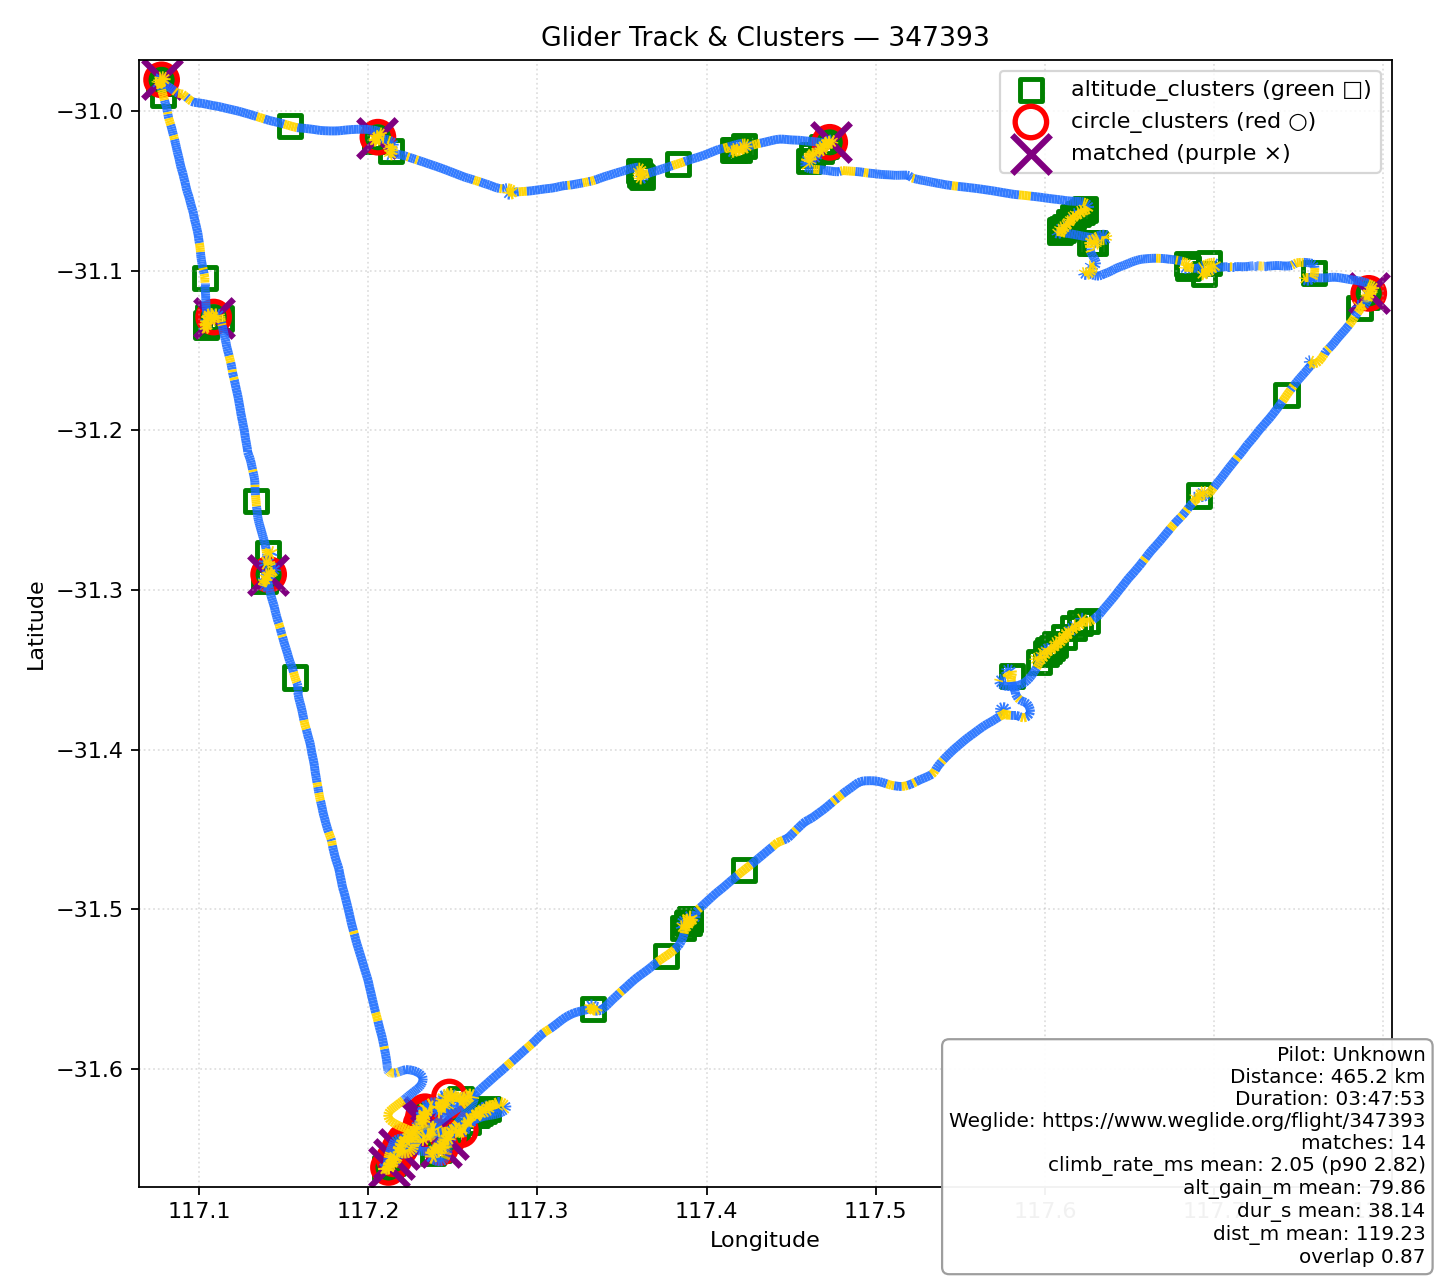 Glider Track & Clusters — 347393
altitude_clusters (green □)
circle_clusters (red ○)
matched (purple ×)
Latitude
−31.0
−31.1
−31.2
−31.3
−31.4
−31.5
−31.6
117.1
117.2
117.3
117.4
117.5
117.6
Longitude
Pilot: Unknown
Distance: 465.2 km
Duration: 03:47:53
Weglide: https://www.weglide.org/flight/347393
matches: 14
climb_rate_ms mean: 2.05 (p90 2.82)
alt_gain_m mean: 79.86
dur_s mean: 38.14
dist_m mean: 119.23
overlap 0.87